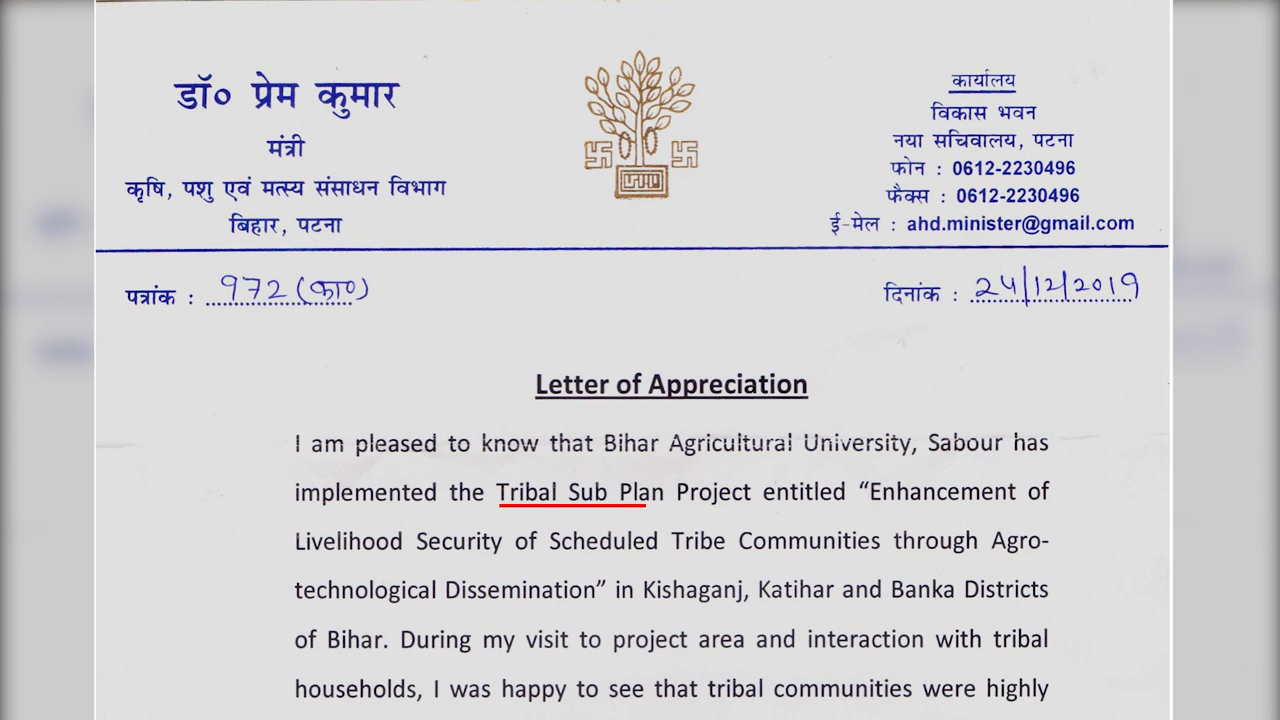 डॉ० प्रेम कुमार
मंत्री
कृषि, पशु एवं मत्स्य संसाधन विभाग
बिहार, पटना
कार्यालय
विकास भवन
नया सचिवालय, पटना
फोन : 0612-2230496
फैक्स : 0612-2230496
ई-मेल : ahd.minister@gmail.com
पत्रांक : ९७२ (का०)
दिनांक : 24/12/2019
Letter of Appreciation
I am pleased to know that Bihar Agricultural University, Sabour has
implemented the Tribal Sub Plan Project entitled “Enhancement of
Livelihood Security of Scheduled Tribe Communities through Agro-
technological Dissemination” in Kishaganj, Katihar and Banka Districts
of Bihar. During my visit to project area and interaction with tribal
households, I was happy to see that tribal communities were highly